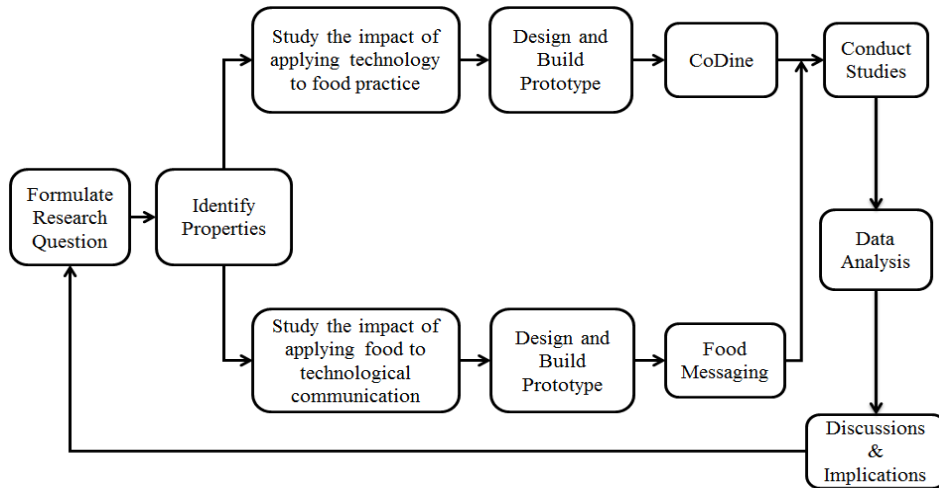 Formulate
Research
Question
Identify
Properties
Study the impact of
applying technology
to food practice
Design and
Build
Prototype
CoDine
Study the impact of
applying food to
technological
communication
Design and
Build
Prototype
Food
Messaging
Conduct
Studies
Data
Analysis
Discussions
&
Implications